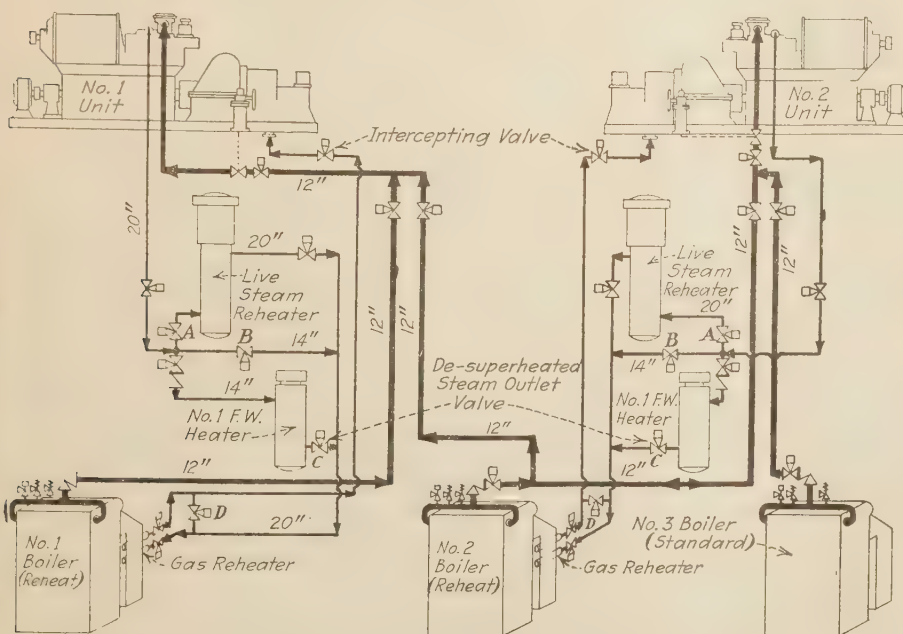 No. 1
Unit
No. 2
Unit
Intercepting Valve
12"
20"
20"
Live
Steam
Reheater
A
B
14"
14"
No. 1 F.W.
Heater
C
12"
12"
12"
De-superheated
Steam Outlet
Valve
12"
12"
12"
Live
Steam
Reheater
20"
A
B
14"
No. 1 F.W.
Heater
C
12"
12"
D
20"
No. 1
Boiler
(Reheat)
Gas Reheater
No. 2
Boiler
(Reheat)
D
Gas Reheater
No. 3 Boiler
(Standard)